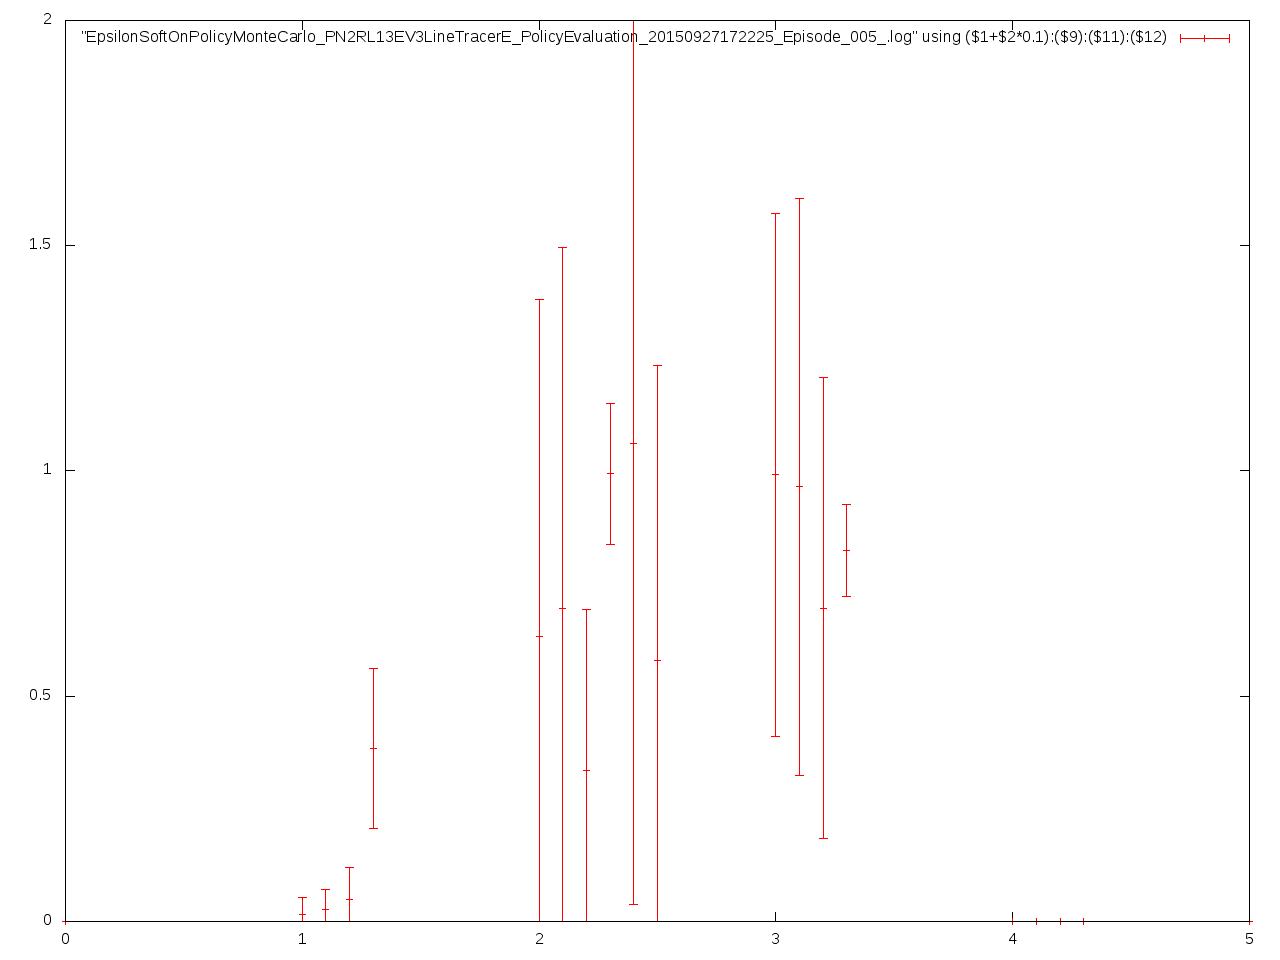 2
"EpsilonSoftOnPolicyMonteCarlo_PN2RL13EV3LineTracerE_PolicyEvaluation_20150927172225_Episode_005_.log" using ($1+$2*0.1):($9):($11):($12)
1.5
1
0.5
0
0 1 2 3 4 5